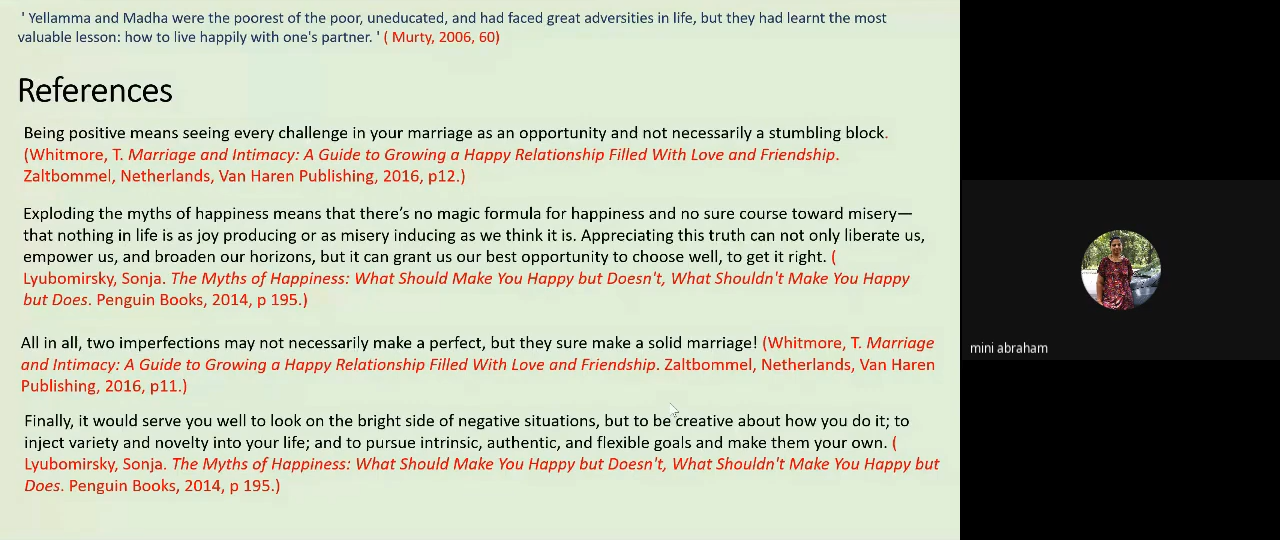 ' Yellamma and Madha were the poorest of the poor, uneducated, and had faced great adversities in life, but they had learnt the most
valuable lesson: how to live happily with one's partner. ' ( Murty, 2006, 60)
References
Being positive means seeing every challenge in your marriage as an opportunity and not necessarily a stumbling block.
(Whitmore, T. Marriage and Intimacy: A Guide to Growing a Happy Relationship Filled With Love and Friendship.
Zaltbommel, Netherlands, Van Haren Publishing, 2016, p12.)
Exploding the myths of happiness means that there's no magic formula for happiness and no sure course toward misery—
that nothing in life is as joy producing or as misery inducing as we think it is. Appreciating this truth can not only liberate us,
empower us, and broaden our horizons, but it can grant us our best opportunity to choose well, to get it right. (
Lyubomirsky, Sonja. The Myths of Happiness: What Should Make You Happy but Doesn't, What Shouldn't Make You Happy
but Does. Penguin Books, 2014, p 195.)
All in all, two imperfections may not necessarily make a perfect, but they sure make a solid marriage! (Whitmore, T. Marriage
and Intimacy: A Guide to Growing a Happy Relationship Filled With Love and Friendship. Zaltbommel, Netherlands, Van Haren
Publishing, 2016, p11.)
Finally, it would serve you well to look on the bright side of negative situations, but to be creative about how you do it; to
inject variety and novelty into your life; and to pursue intrinsic, authentic, and flexible goals and make them your own. (
Lyubomirsky, Sonja. The Myths of Happiness: What Should Make You Happy but Doesn't, What Shouldn't Make You Happy but
Does. Penguin Books, 2014, p 195.)
mini abraham